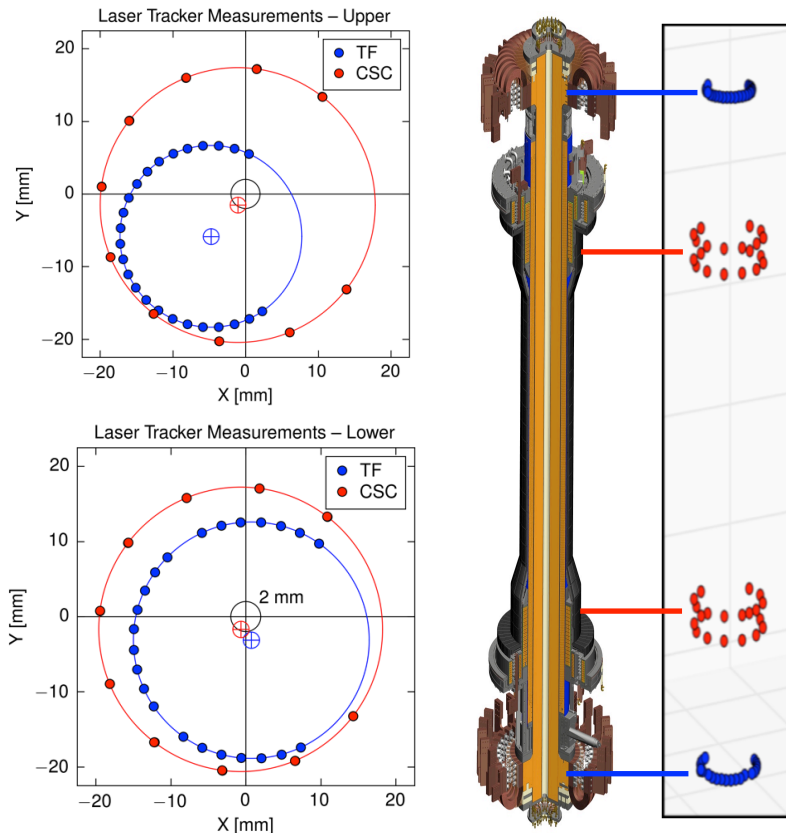 Laser Tracker Measurements – Upper
TF
CSC
20
10
0
−10
−20
Y [mm]
−20
−10
0
10
20
X [mm]
Laser Tracker Measurements – Lower
TF
CSC
2 mm
20
10
0
−10
−20
Y [mm]
−20
−10
0
10
20
X [mm]